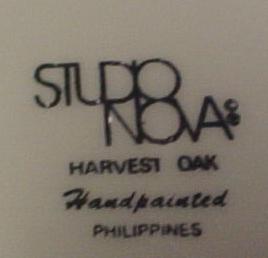 STUDIO
NOVA
HARVEST OAK
Handpainted
PHILIPPINES